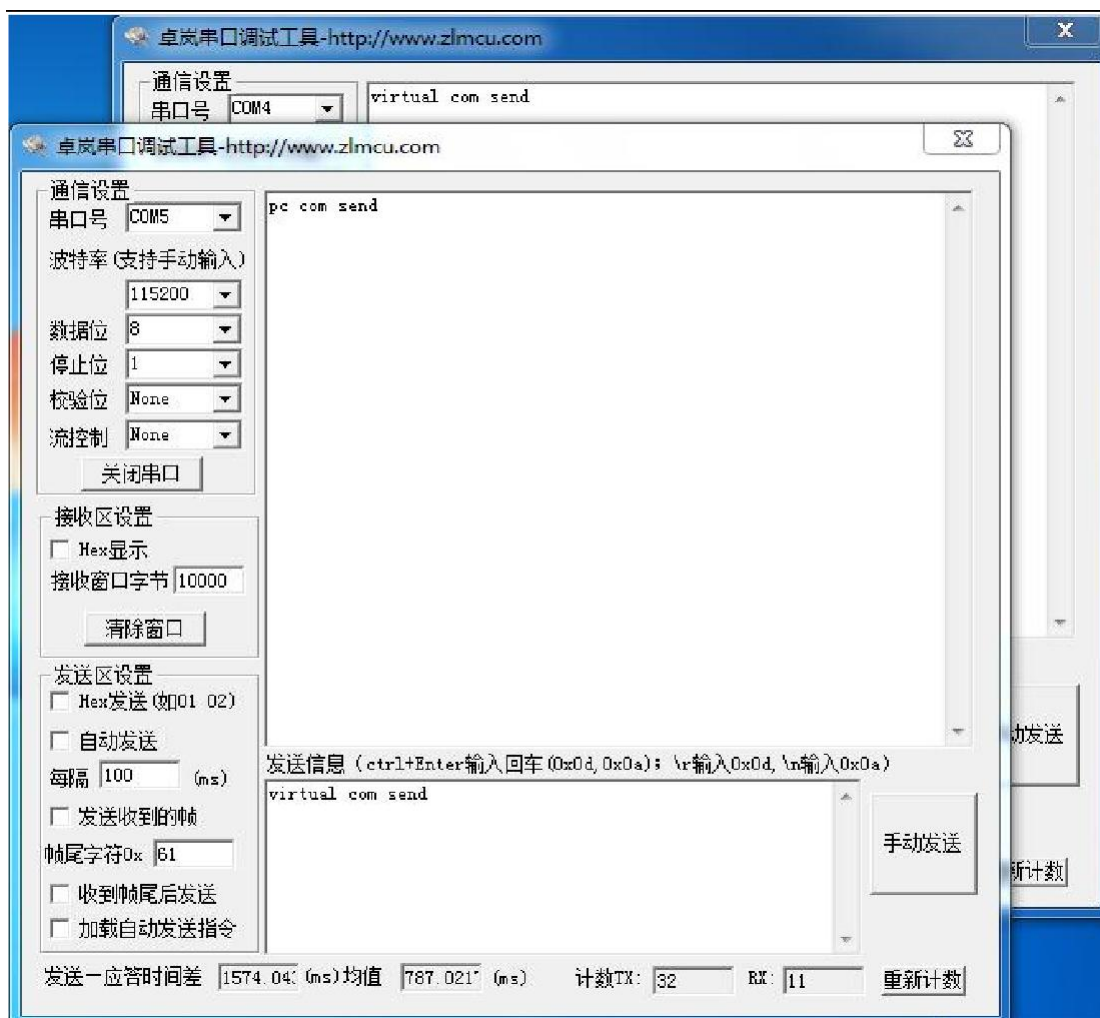 卓岚串口调试工具-http://www.zlmcu.com
通信设置
串口号 COM4
virtual com send
卓岚串口调试工具-http://www.zlmcu.com
通信设置
串口号 COM5
pc com send
波特率(支持手动输入)
115200
数据位 8
停止位 1
校验位 None
流控制 None
关闭串口
接收区设置
Hex显示
接收窗口字节 10000
清除窗口
发送区设置
Hex发送(如01 02)
自动发送
每隔 100 (ms)
发送收到的帧
帧尾字符0x 61
收到帧尾后发送
加载自动发送指令
发送信息(ctrl+Enter输入回车(0x0d,0x0a); \r输入0x0d,\n输入0x0a)
virtual com send
手动发送
动发送
新计数
发送-应答时间差 1574.04 (ms)均值 787.021 (ms) 计数TX: 32 RX: 11 重新计数